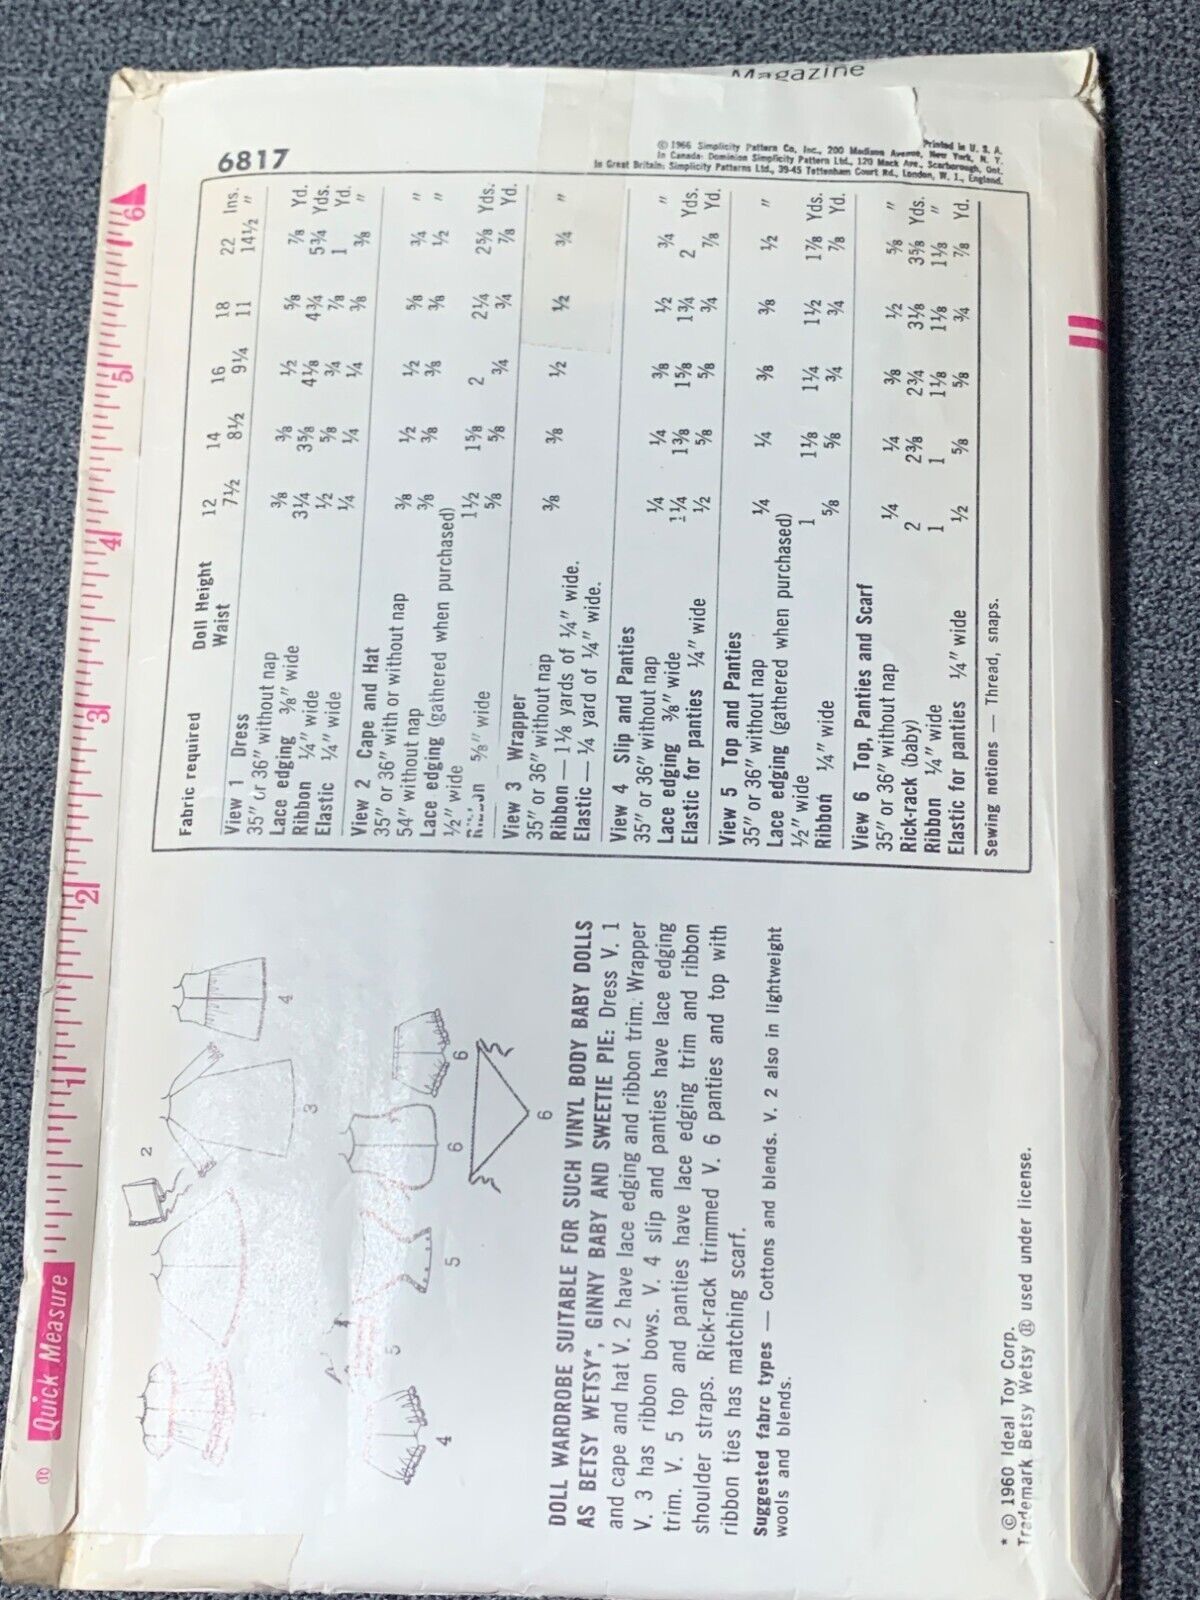 Magazine
6817
© 1966 Simplicity Pattern Co., Inc., 200 Madison Avenue, New York, N. Y.
Printed in U. S. A.
In Canada: Dominion Simplicity Pattern Ltd., 120 Mack Ave., Scarborough, Ont.
In Great Britain: Simplicity Patterns Ltd., 39-45 Tottenham Court Rd., London, W. 1., England.
® Quick Measure
1 2 3 4 5 6
Fabric required Doll Height 12 14 16 18 22 Ins.
Waist 7½ 8½ 9¼ 11 14½ "
View 1 Dress
35" or 36" without nap ⅜ ⅜ ½ ⅝ ⅞ Yd.
Lace edging ⅜" wide 3¼ 3⅝ 4⅛ 4¾ 5¾ Yds.
Ribbon ¼" wide ½ ⅝ ¾ ⅞ 1 Yd.
Elastic ¼" wide ¼ ¼ ¼ ⅜ ⅜ "
View 2 Cape and Hat
35" or 36" with or without nap ⅜ ½ ½ ⅝ ¾ "
54" without nap ⅜ ⅜ ⅜ ⅜ ½ "
Lace edging (gathered when purchased)
½" wide 1½ 1⅝ 2 2¼ 2⅝ Yds.
⅝" wide ⅝ ⅝ ¾ ¾ ⅞ Yd.
View 3 Wrapper
35" or 36" without nap ⅜ ⅜ ½ ½ ¾ "
Ribbon — 1⅛ yards of ¼" wide.
Elastic — ¼ yard of ¼" wide.
View 4 Slip and Panties
35" or 36" without nap ¼ ¼ ⅜ ½ ¾ "
Lace edging ⅜" wide 1¼ 1⅜ 1⅝ 1¾ 2 Yds.
Elastic for panties ¼" wide ½ ⅝ ⅝ ¾ ⅞ Yd.
View 5 Top and Panties
35" or 36" without nap ¼ ¼ ⅜ ⅜ ½ "
Lace edging (gathered when purchased)
½" wide 1 1⅛ 1¼ 1½ 1⅞ Yds.
Ribbon ¼" wide ⅝ ⅝ ¾ ¾ ⅞ Yd.
View 6 Top, Panties and Scarf
35" or 36" without nap ¼ ¼ ⅜ ½ ⅝ "
Rick-rack (baby) 2 2⅜ 2¾ 3⅛ 3⅝ Yds.
Ribbon ¼" wide 1 1 1⅛ 1⅛ 1⅛ "
Elastic for panties ¼" wide ½ ⅝ ⅝ ¾ ⅞ Yd.
Sewing notions — Thread, snaps.
2
3
4
4
5
5
6
6
6
DOLL WARDROBE SUITABLE FOR SUCH VINYL BODY BABY DOLLS
AS BETSY WETSY*, GINNY BABY AND SWEETIE PIE: Dress V. 1
and cape and hat V. 2 have lace edging and ribbon trim. Wrapper
V. 3 has ribbon bows. V. 4 slip and panties have lace edging
trim. V. 5 top and panties have lace edging trim and ribbon
shoulder straps. Rick-rack trimmed V. 6 panties and top with
ribbon ties has matching scarf.
Suggested fabrc types — Cottons and blends. V. 2 also in lightweight
wools and blends.
* © 1960 Ideal Toy Corp.
Trademark Betsy Wetsy ® used under license.